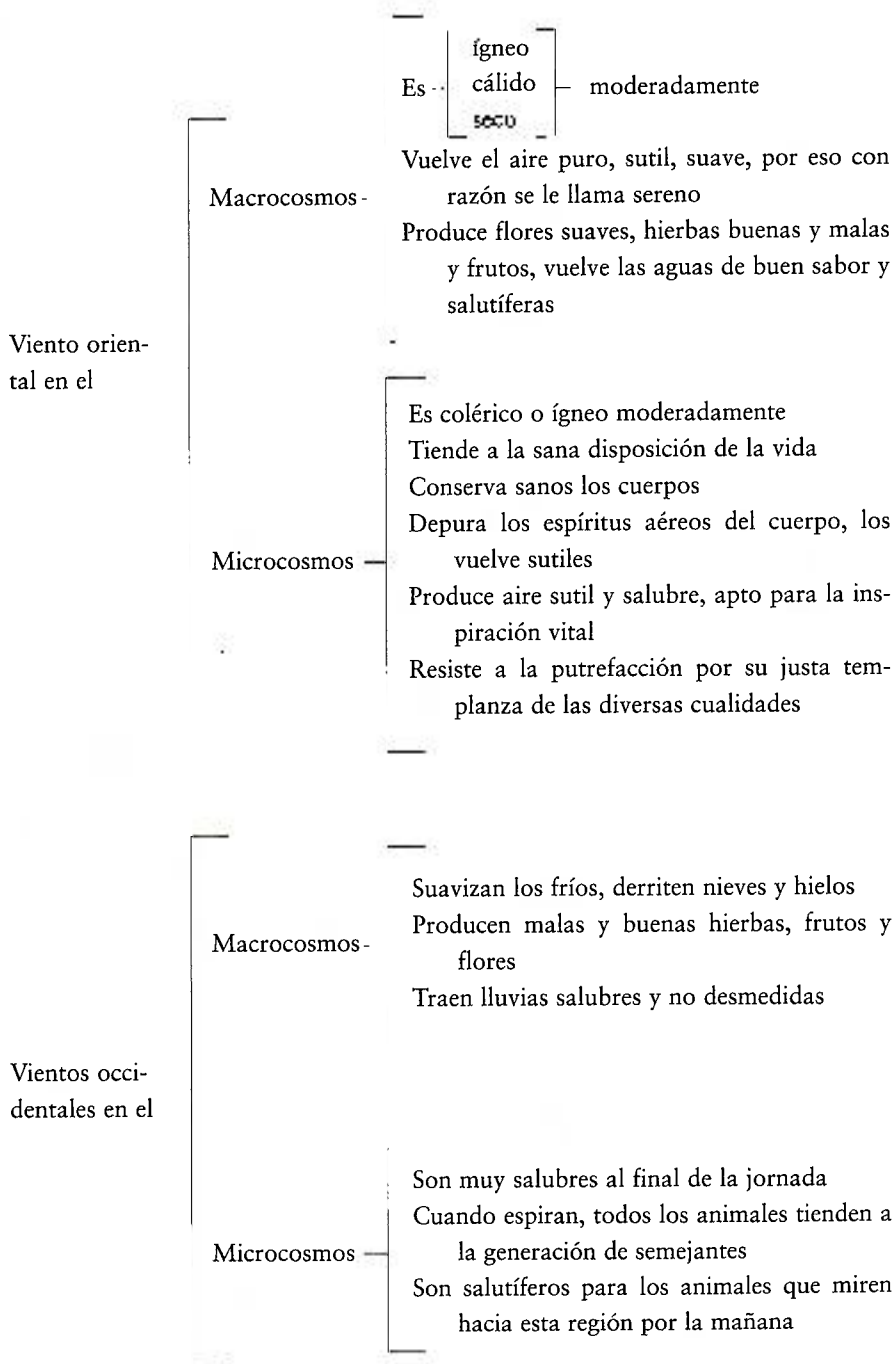 ígneo
Es cálido moderadamente
seco
Vuelve el aire puro, sutil, suave, por eso con
Macrocosmos - razón se le llama sereno
Produce flores suaves, hierbas buenas y malas
y frutos, vuelve las aguas de buen sabor y
salutíferas
Viento orien-
tal en el
Es colérico o ígneo moderadamente
Tiende a la sana disposición de la vida
Conserva sanos los cuerpos
Depura los espíritus aéreos del cuerpo, los
Microcosmos vuelve sutiles
Produce aire sutil y salubre, apto para la ins-
piración vital
Resiste a la putrefacción por su justa tem-
planza de las diversas cualidades
Suavizan los fríos, derriten nieves y hielos
Producen malas y buenas hierbas, frutos y
Macrocosmos - flores
Traen lluvias salubres y no desmedidas
Vientos occi-
dentales en el
Son muy salubres al final de la jornada
Cuando espiran, todos los animales tienden a
Microcosmos la generación de semejantes
Son salutíferos para los animales que miren
hacia esta región por la mañana